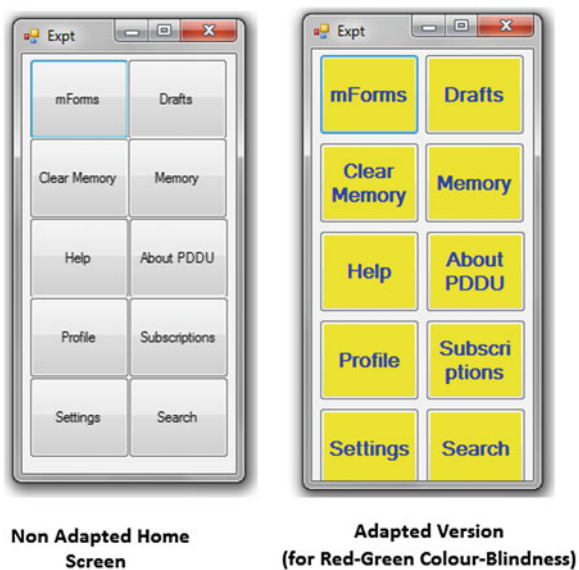 Expt
mForms Drafts
Clear Memory Memory
Help About PDDU
Profile Subscriptions
Settings Search
Non Adapted Home
Screen
Expt
mForms Drafts
Clear
Memory
Memory
Help
About
PDDU
Profile
Subscri
ptions
Settings Search
Adapted Version
(for Red-Green Colour-Blindness)